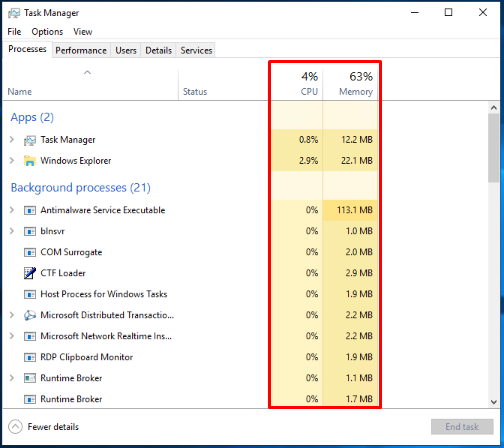 Task Manager
File Options View
Processes Performance Users Details Services
4% 63%
Name Status CPU Memory
Apps (2)
Task Manager 0.8% 12.2 MB
Windows Explorer 2.9% 22.1 MB
Background processes (21)
Antimalware Service Executable 0% 113.1 MB
blnsvr 0% 1.0 MB
COM Surrogate 0% 2.0 MB
CTF Loader 0% 2.9 MB
Host Process for Windows Tasks 0% 1.9 MB
Microsoft Distributed Transactio... 0% 2.2 MB
Microsoft Network Realtime Ins... 0% 2.2 MB
RDP Clipboard Monitor 0% 1.9 MB
Runtime Broker 0% 1.1 MB
Runtime Broker 0% 1.7 MB
Fewer details End task